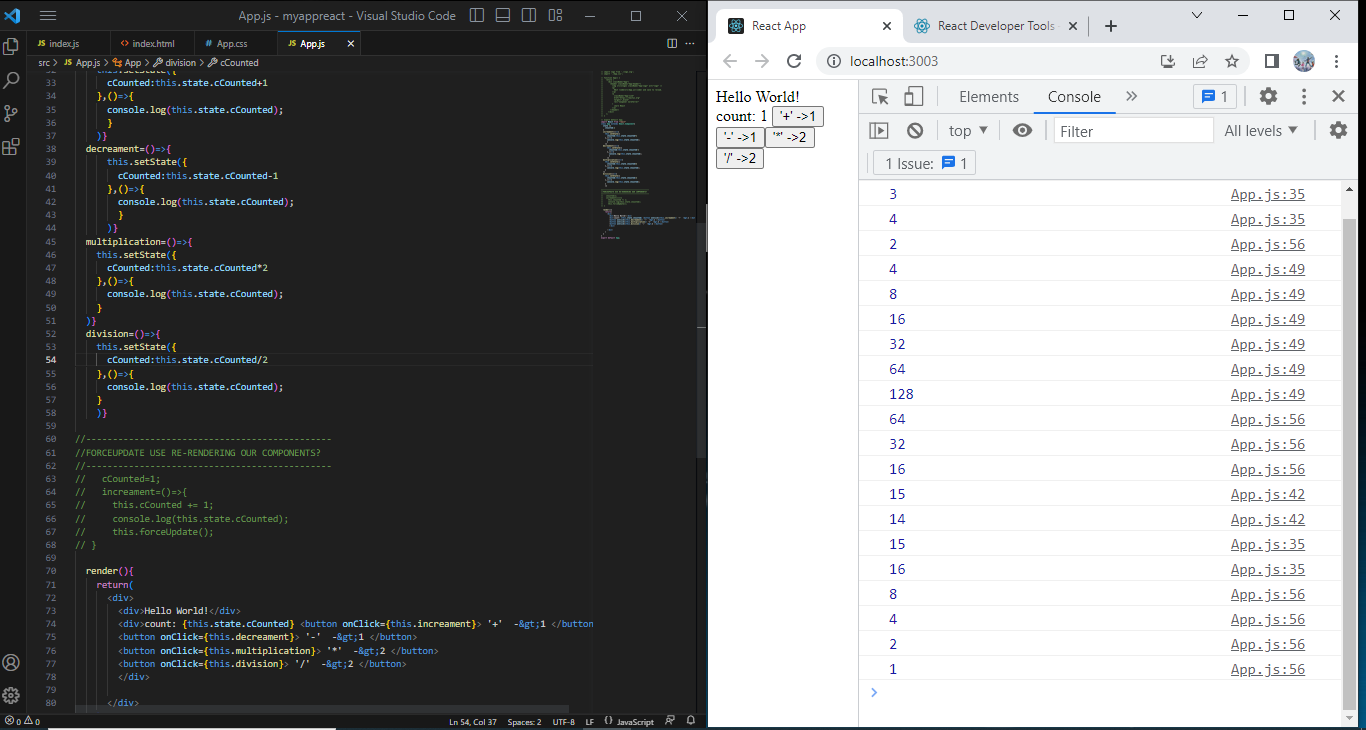 App.js - myappreact - Visual Studio Code
JS index.js
<> index.html
# App.css
JS App.js
src > JS App.js > App > division > cCounted
32 this.setState({
33 cCounted:this.state.cCounted+1
34 },()=>{
35 console.log(this.state.cCounted);
36 }
37 )}
38 decreament=()=>{
39 this.setState({
40 cCounted:this.state.cCounted-1
41 },()=>{
42 console.log(this.state.cCounted);
43 }
44 )}
45 multiplication=()=>{
46 this.setState({
47 cCounted:this.state.cCounted*2
48 },()=>{
49 console.log(this.state.cCounted);
50 }
51 )}
52 division=()=>{
53 this.setState({
54 cCounted:this.state.cCounted/2
55 },()=>{
56 console.log(this.state.cCounted);
57 }
58 )}
59
60 //----------------------------------------------
61 //FORCEUPDATE USE RE-RENDERING OUR COMPONENTS?
62 //----------------------------------------------
63 // cCounted=1;
64 // increament=()=>{
65 // this.cCounted += 1;
66 // console.log(this.state.cCounted);
67 // this.forceUpdate();
68 // }
69
70 render(){
71 return(
72 <div>
73 <div>Hello World!</div>
74 <div>count: {this.state.cCounted} <button onClick={this.increament}> '+' -&gt;1 </button
75 <button onClick={this.decreament}> '-' -&gt;1 </button>
76 <button onClick={this.multiplication}> '*' -&gt;2 </button>
77 <button onClick={this.division}> '/' -&gt;2 </button>
78 </div>
79
80 </div>
0 0
Ln 54, Col 37 Spaces: 2 UTF-8 LF {} JavaScript
React App
React Developer Tools
localhost:3003
Hello World!
count: 1 '+' ->1
'-' ->1 '*' ->2
'/' ->2
Elements Console 1
top Filter All levels
1 Issue: 1
3 App.js:35
4 App.js:35
2 App.js:56
4 App.js:49
8 App.js:49
16 App.js:49
32 App.js:49
64 App.js:49
128 App.js:49
64 App.js:56
32 App.js:56
16 App.js:56
15 App.js:42
14 App.js:42
15 App.js:35
16 App.js:35
8 App.js:56
4 App.js:56
2 App.js:56
1 App.js:56